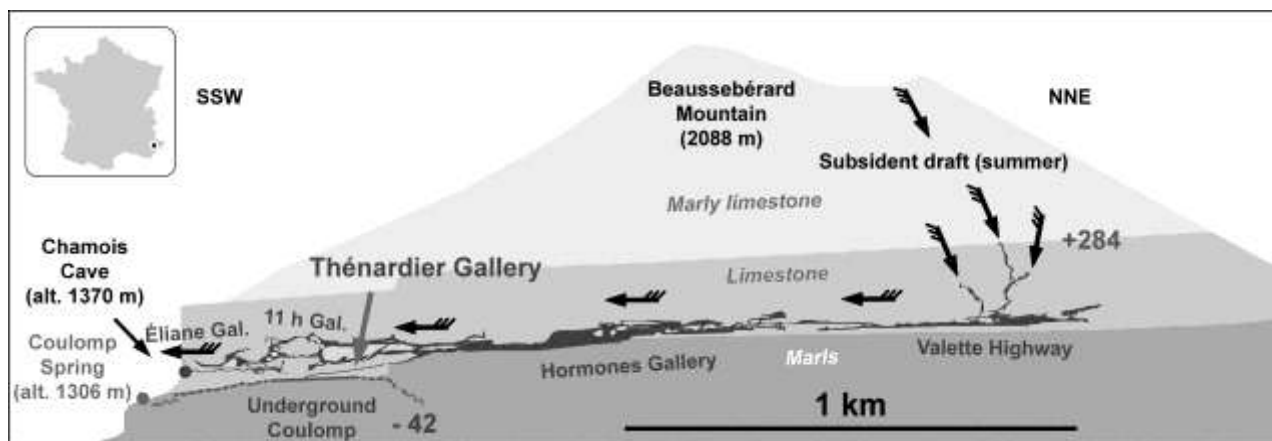 SSW
Beaussebérard
Mountain
(2088 m)
NNE
Subsident draft (summer)
Marly limestone
Chamois
Cave
(alt. 1370 m)
Thénardier Gallery
+284
Limestone
Éliane Gal.
11 h Gal.
Coulomp
Spring
(alt. 1306 m)
Hormones Gallery
Marls
Valette Highway
Underground
Coulomp
- 42
1 km